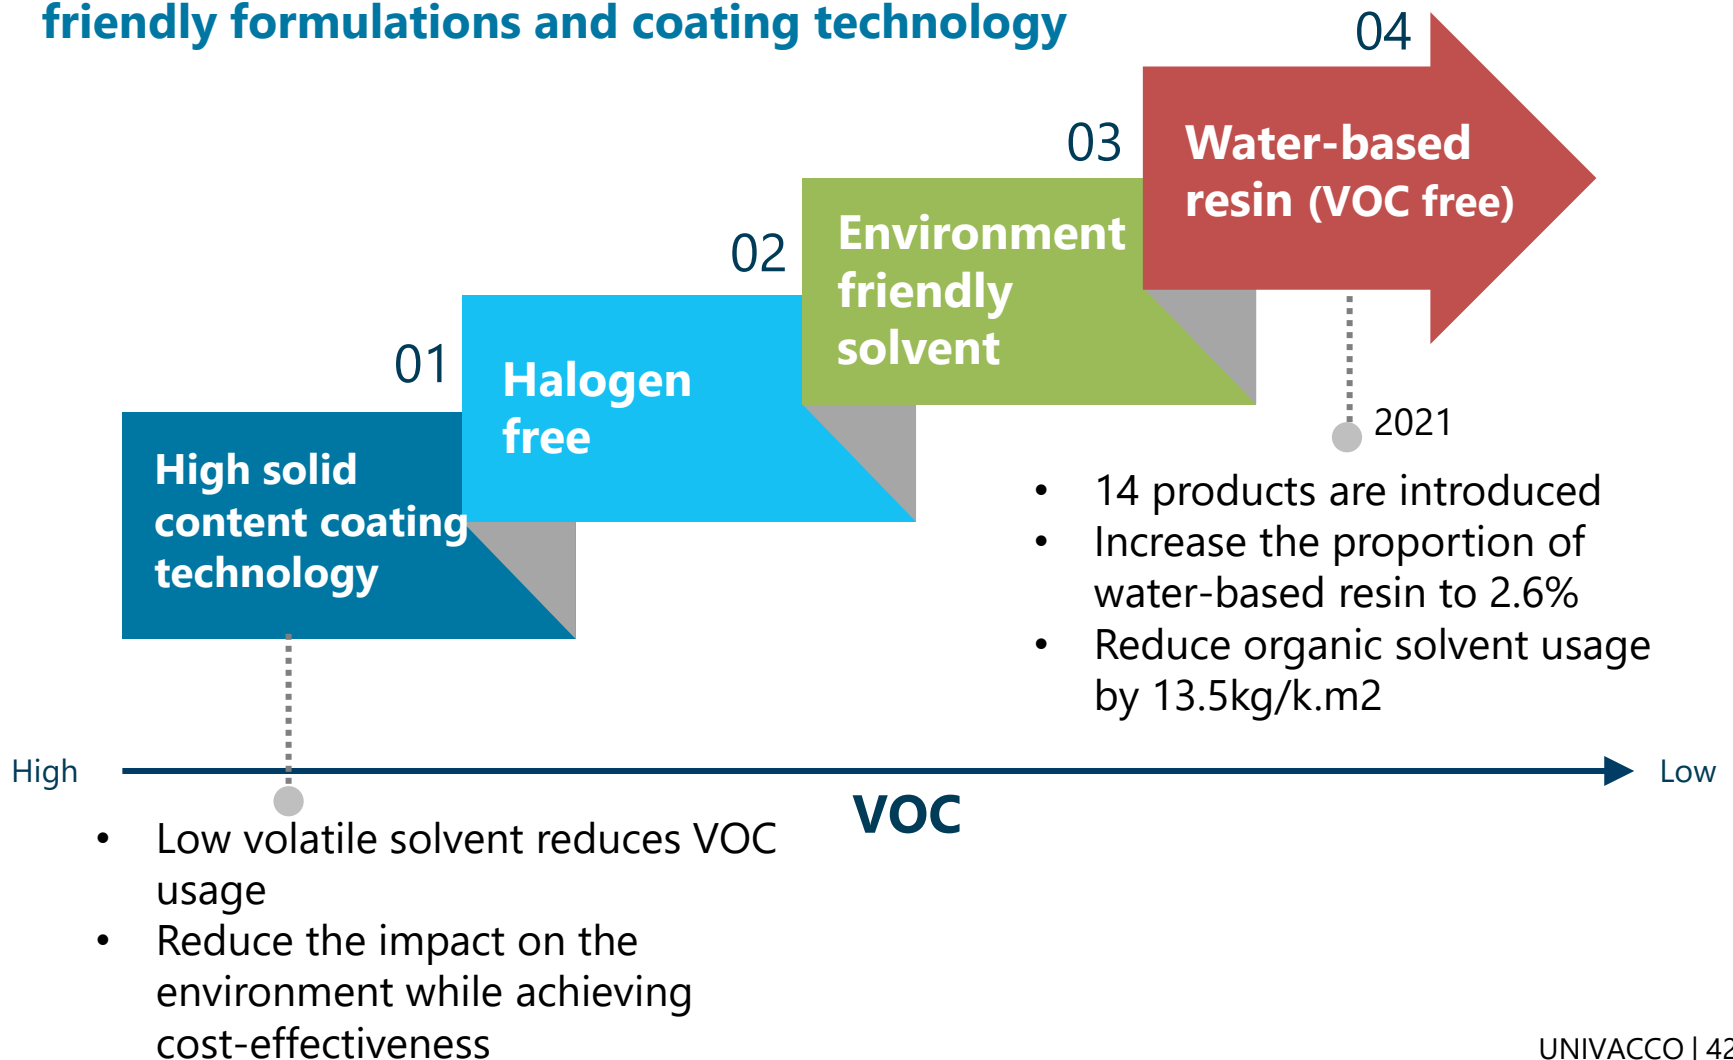 friendly formulations and coating technology
01
High solid
content coating
technology
02
Halogen
free
03
Environment
friendly
solvent
04
Water-based
resin (VOC free)
2021
• 14 products are introduced
• Increase the proportion of
water-based resin to 2.6%
• Reduce organic solvent usage
by 13.5kg/k.m2
High
Low
VOC
• Low volatile solvent reduces VOC
usage
• Reduce the impact on the
environment while achieving
cost-effectiveness
UNIVACCO | 42